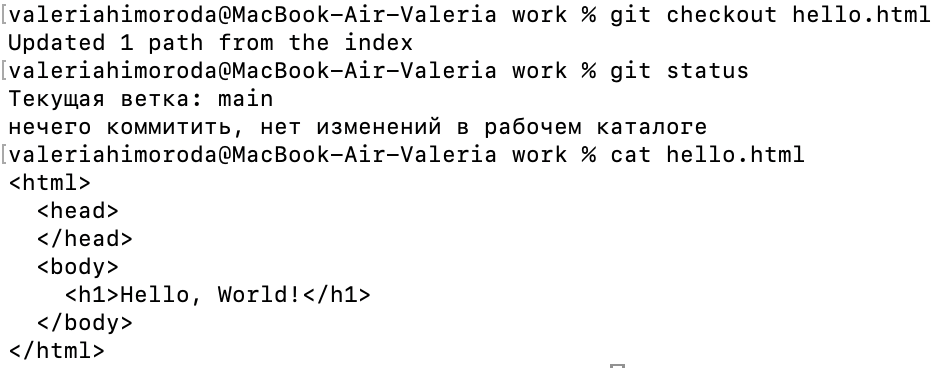 [valeriahimoroda@MacBook-Air-Valeria work % git checkout hello.html
Updated 1 path from the index
[valeriahimoroda@MacBook-Air-Valeria work % git status
Текущая ветка: main
нечего коммитить, нет изменений в рабочем каталоге
[valeriahimoroda@MacBook-Air-Valeria work % cat hello.html
<html>
  <head>
  </head>
  <body>
    <h1>Hello, World!</h1>
  </body>
</html>